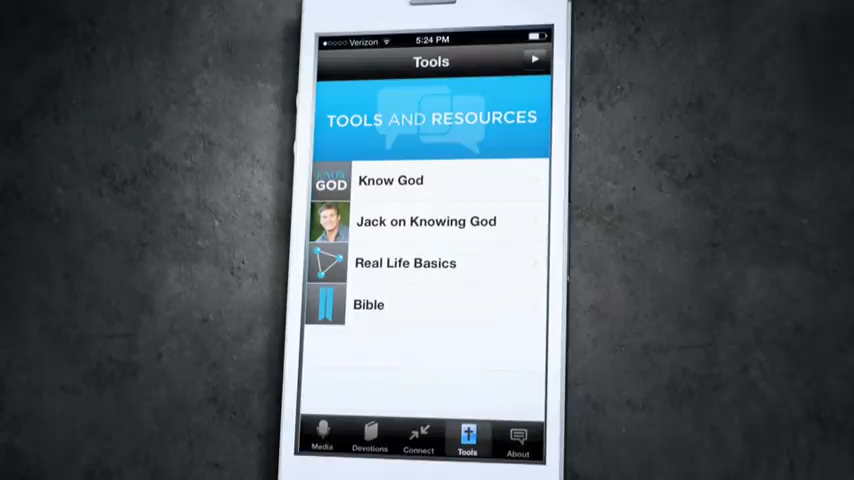 Verizon
5:24 PM
Tools
TOOLS AND RESOURCES
KNOW
GOD
Know God
Jack on Knowing God
Real Life Basics
Bible
Media
Devotions
Connect
Tools
About